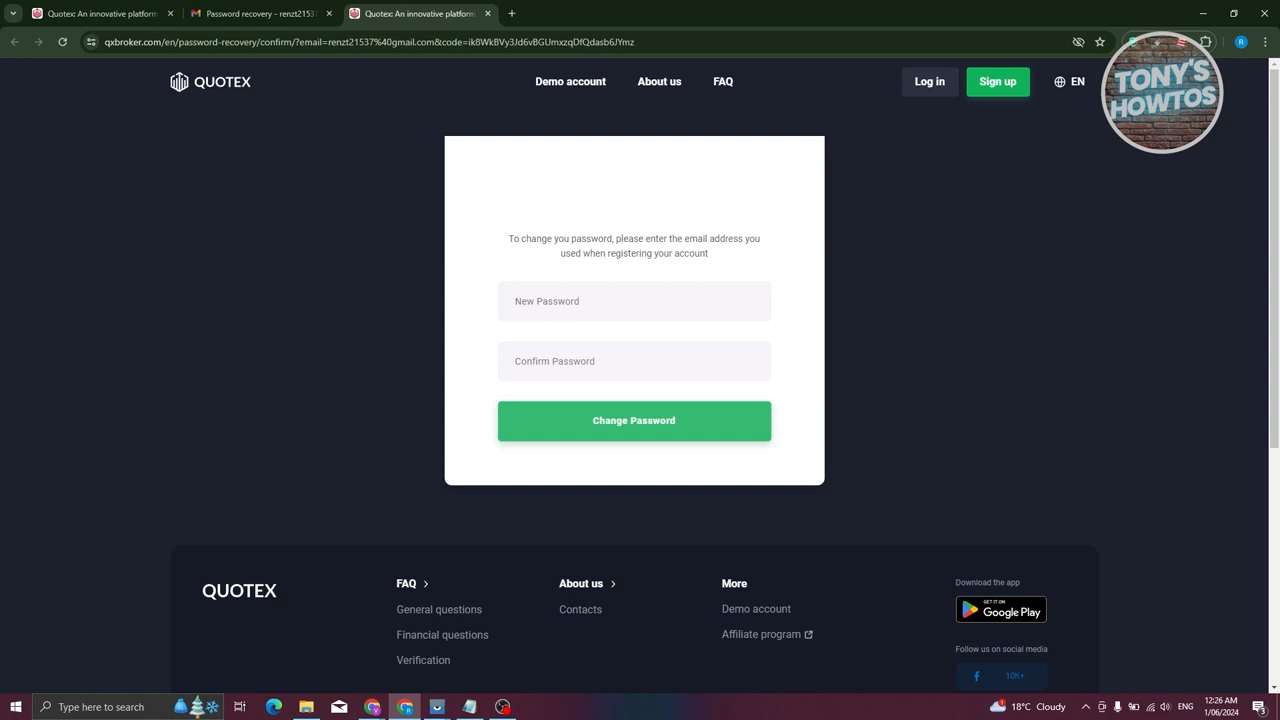 Quotex An innovative platform
Password recovery - renzt2153
Quotex An innovative platform
qxbroker.com/en/password-recovery/confirm/?email=renzt21537%40gmail.com&code=ik8WkBVy3Jd6vBGUmxzqDfQdasb6JYmz
R
QUOTEX
Demo account
About us
FAQ
Log in
Sign up
EN
TONY'S
HOWTOS
To change you password, please enter the email address you
used when registering your account
New Password
Confirm Password
Change Password
QUOTEX
FAQ
General questions
Financial questions
Verification
About us
Contacts
More
Demo account
Affiliate program
Download the app
GET IT ON
Google Play
Follow us on social media
10K+
Type here to search
18°C Cloudy
12:26 AM
1/06/2024